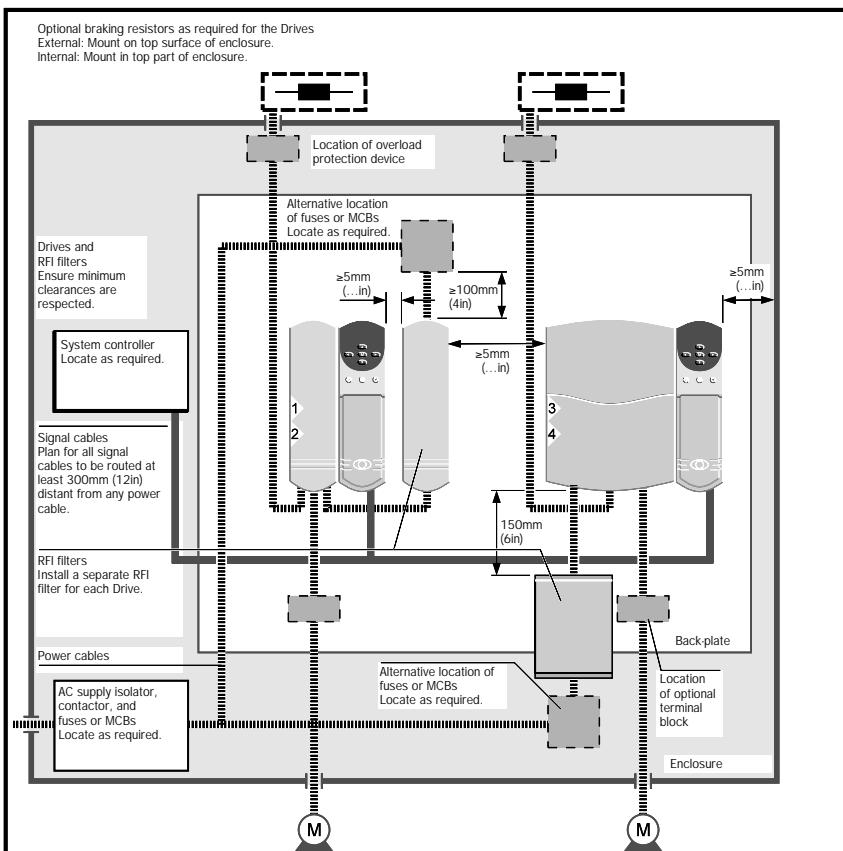 Optional braking resistors as required for the Drives
External: Mount on top surface of enclosure.
Internal: Mount in top part of enclosure.
Location of overload
protection device
Alternative location
of fuses or MCBs
Locate as required.
Drives and
RFI filters
Ensure minimum
clearances are
respected.
≥5mm
(…in)
≥100mm
(4in)
≥5mm
(…in)
≥5mm
(…in)
System controller
Locate as required.
1
2
3
4
Signal cables
Plan for all signal
cables to be routed at
least 300mm (12in)
distant from any power
cable.
150mm
(6in)
RFI filters
Install a separate RFI
filter for each Drive.
Back-plate
Power cables
Alternative location of
fuses or MCBs
Locate as required.
Location
of optional
terminal
block
AC supply isolator,
contactor, and
fuses or MCBs
Locate as required.
Enclosure
M
M